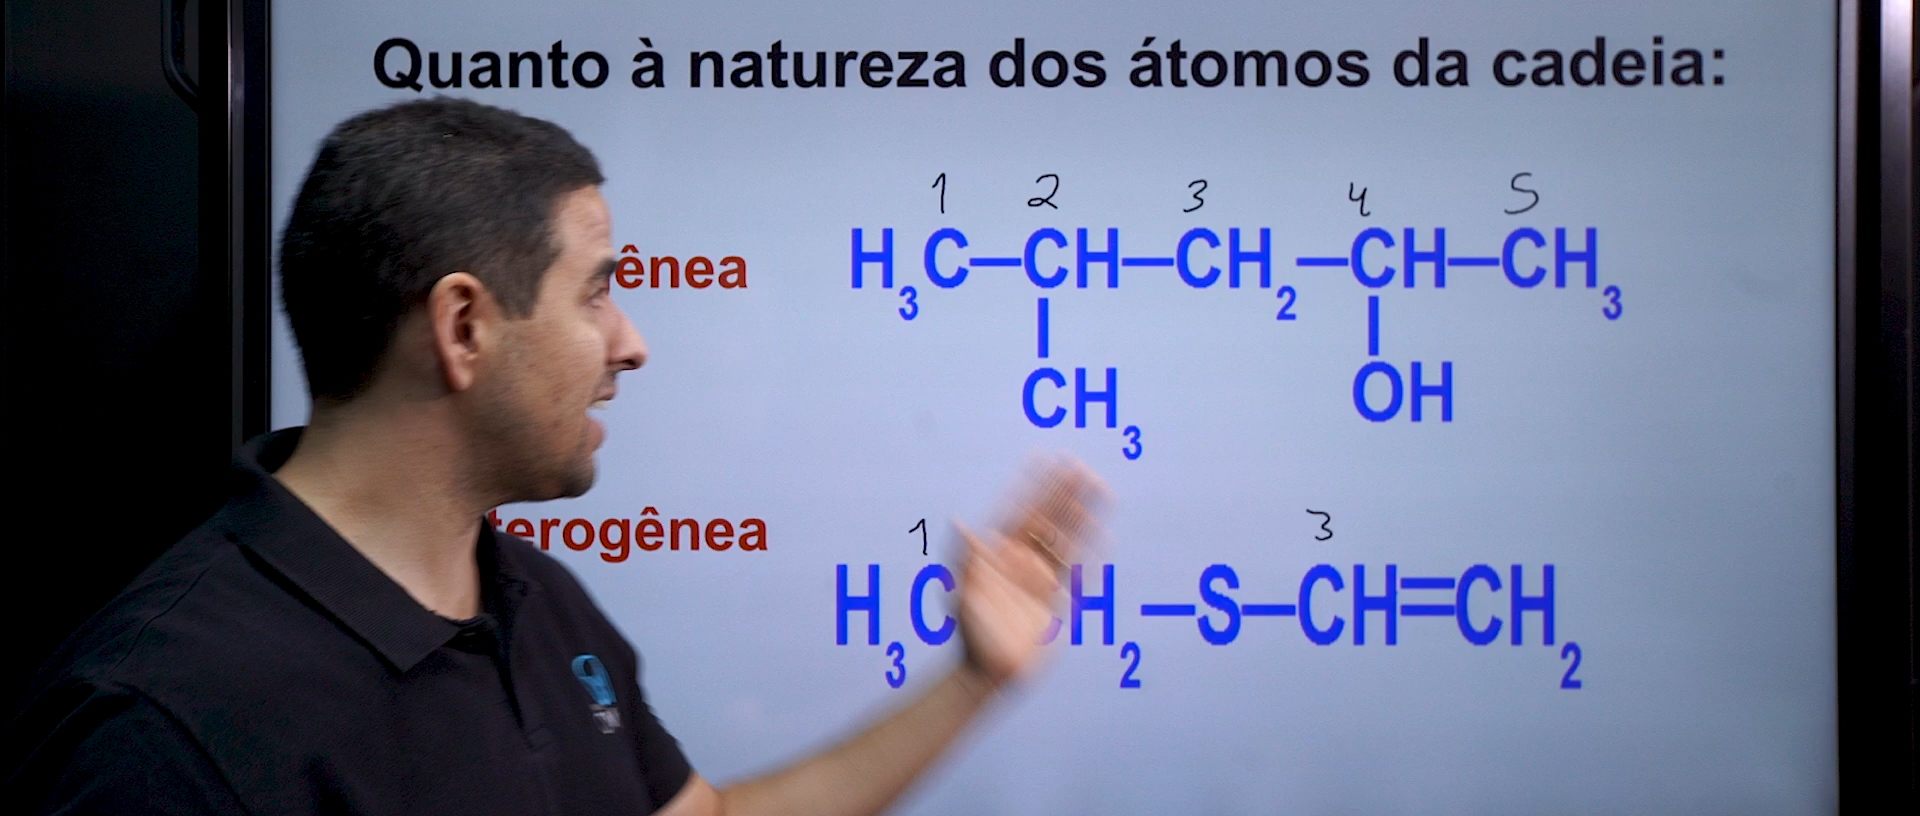 Quanto à natureza dos átomos da cadeia:
1 2 3 4 5
ênea H₃C—CH—CH₂—CH—CH₃
CH₃ OH
terogênea 1 3
H₃C H₂—S—CH=CH₂